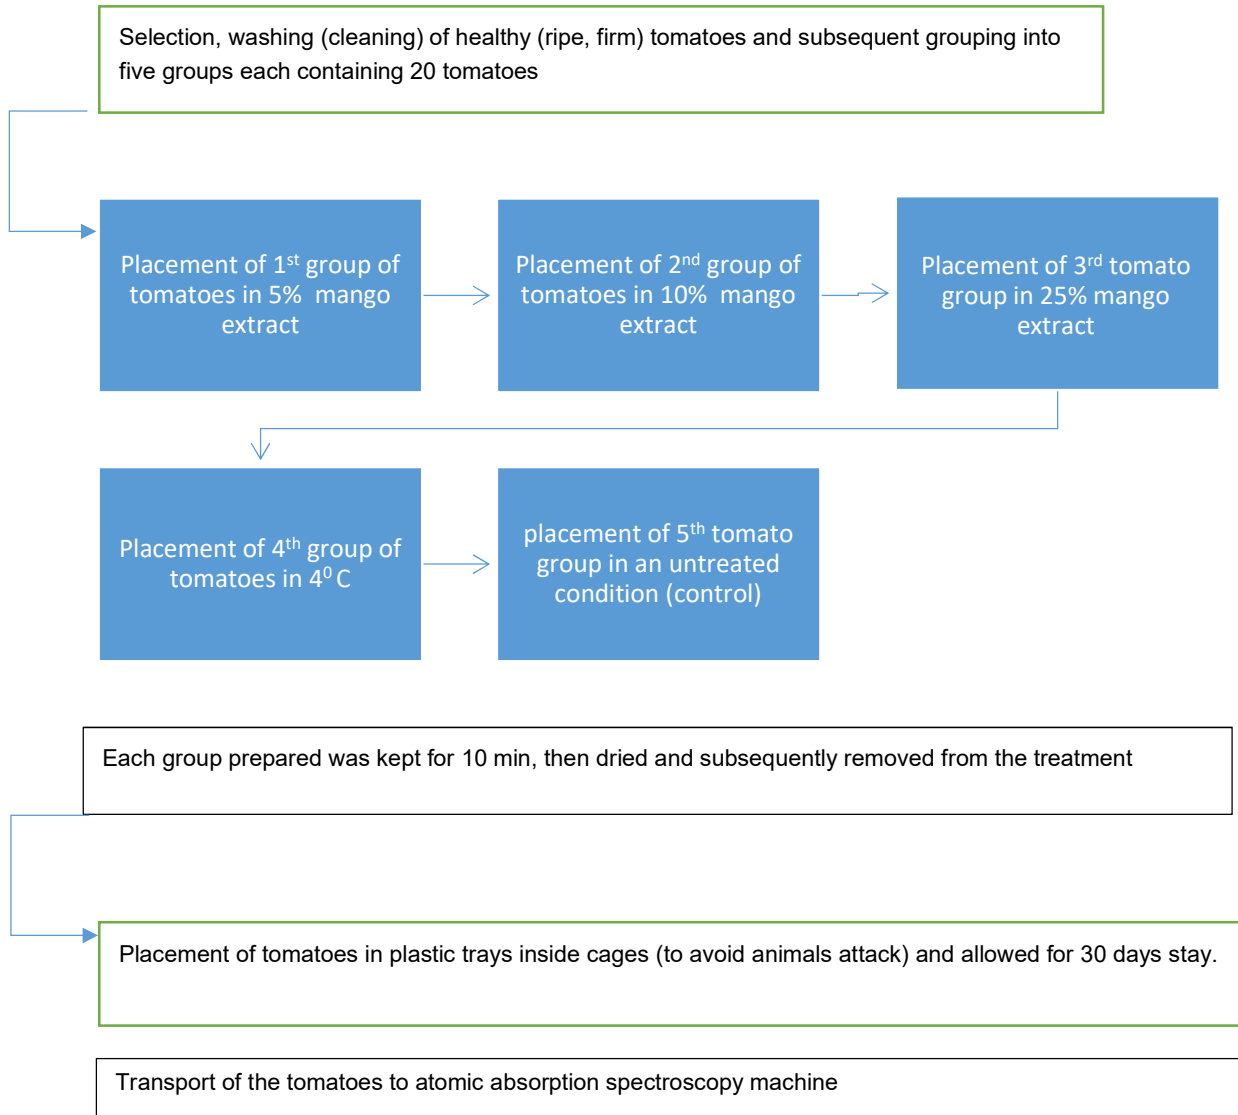 Selection, washing (cleaning) of healthy (ripe, firm) tomatoes and subsequent grouping into
five groups each containing 20 tomatoes
Placement of 1st group of
tomatoes in 5% mango
extract
Placement of 2nd group of
tomatoes in 10% mango
extract
Placement of 3rd tomato
group in 25% mango
extract
Placement of 4th group of
tomatoes in 4⁰ C
placement of 5th tomato
group in an untreated
condition (control)
Each group prepared was kept for 10 min, then dried and subsequently removed from the treatment
Placement of tomatoes in plastic trays inside cages (to avoid animals attack) and allowed for 30 days stay.
Transport of the tomatoes to atomic absorption spectroscopy machine